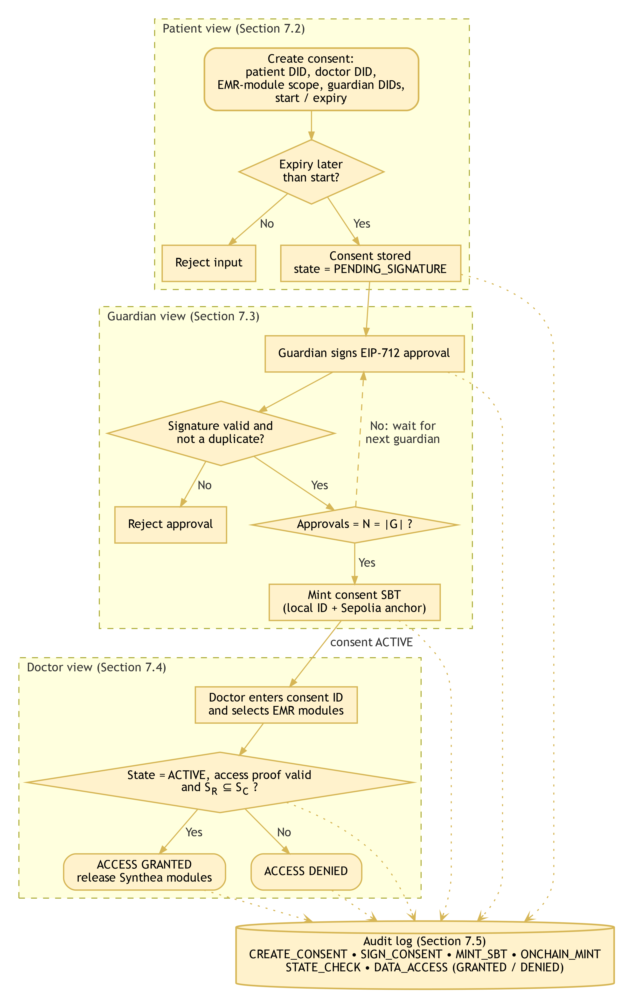 Patient view (Section 7.2)
Create consent:
patient DID, doctor DID,
EMR-module scope, guardian DIDs,
start / expiry
Expiry later
than start?
No
Yes
Reject input
Consent stored
state = PENDING_SIGNATURE
Guardian view (Section 7.3)
Guardian signs EIP-712 approval
Signature valid and
not a duplicate?
No: wait for
next guardian
No
Yes
Reject approval
Approvals = N = |G| ?
Yes
Mint consent SBT
(local ID + Sepolia anchor)
consent ACTIVE
Doctor view (Section 7.4)
Doctor enters consent ID
and selects EMR modules
State = ACTIVE, access proof valid
and S_R ⊆ S_C ?
Yes
No
ACCESS GRANTED
release Synthea modules
ACCESS DENIED
Audit log (Section 7.5)
CREATE_CONSENT • SIGN_CONSENT • MINT_SBT • ONCHAIN_MINT
STATE_CHECK • DATA_ACCESS (GRANTED / DENIED)